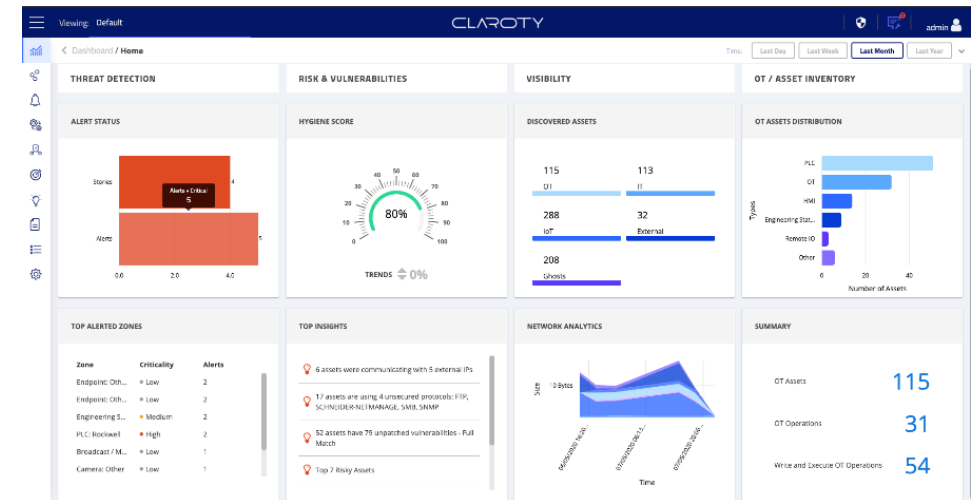 Viewing: Default
CLAROTY
admin
Dashboard / Home
Time: Last Day Last Week Last Month Last Year
THREAT DETECTION
RISK & VULNERABILITIES
VISIBILITY
OT / ASSET INVENTORY
ALERT STATUS
Stories
4
Alerts • Critical
5
Alerts
5
0.0 2.0 4.0
HYGIENE SCORE
0 10 20 30 40 50 60 70 80 90 100
80%
TRENDS 0%
DISCOVERED ASSETS
115
OT
113
IT
288
IoT
32
External
208
Ghosts
OT ASSETS DISTRIBUTION
Types
PLC
OT
HMI
Engineering Stat...
Remote IO
Other
0 20 40
Number of Assets
TOP ALERTED ZONES
Zone Criticality Alerts
Endpoint: Oth... Low 2
Endpoint: Oth... Low 2
Engineering S... Medium 2
PLC: Rockwell High 2
Broadcast / M... Low 1
Camera: Other Low 1
TOP INSIGHTS
6 assets were communicating with 5 external IPs
17 assets are using 4 unsecured protocols: FTP,
SCHNEIDER-NETMANAGE, SMB, SNMP
52 assets have 79 unpatched vulnerabilities - Full
Match
Top 7 Risky Assets
NETWORK ANALYTICS
Size
10 Bytes
Time
SUMMARY
OT Assets 115
OT Operations 31
Write and Execute OT Operations 54